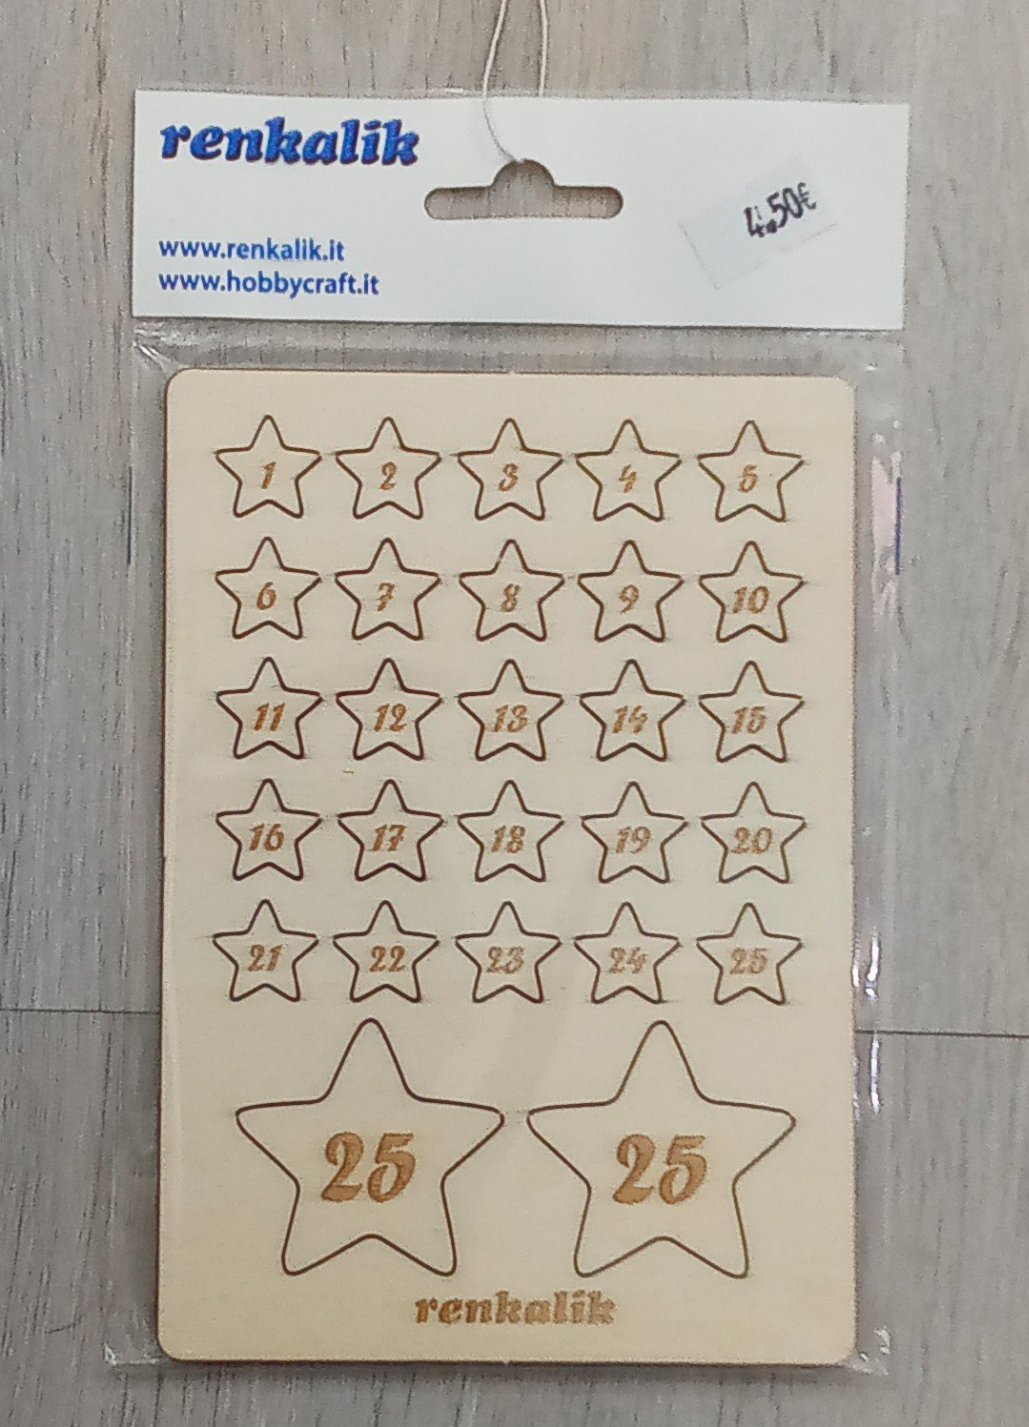 renkalik
4.50€
www.renkalik.it
www.hobbycraft.it
1 2 3 4 5
6 7 8 9 10
11 12 13 14 15
16 17 18 19 20
21 22 23 24 25
25 25
renkalik